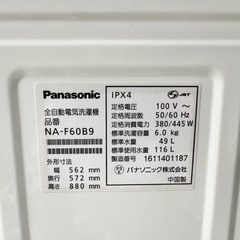 Panasonic
全自動電気洗濯機
品番
NA-F60B9
外形寸法
幅 562 mm
奥行 572 mm
高さ 880 mm
IPX4
JET
定格電圧 100 V~
定格周波数 50/60 Hz
定格消費電力 380/445 W
標準洗濯容量 6.0 kg
標準水量 49 L
標準使用水量 116 L
製造番号 1611401187
パナソニック株式会社
中国製